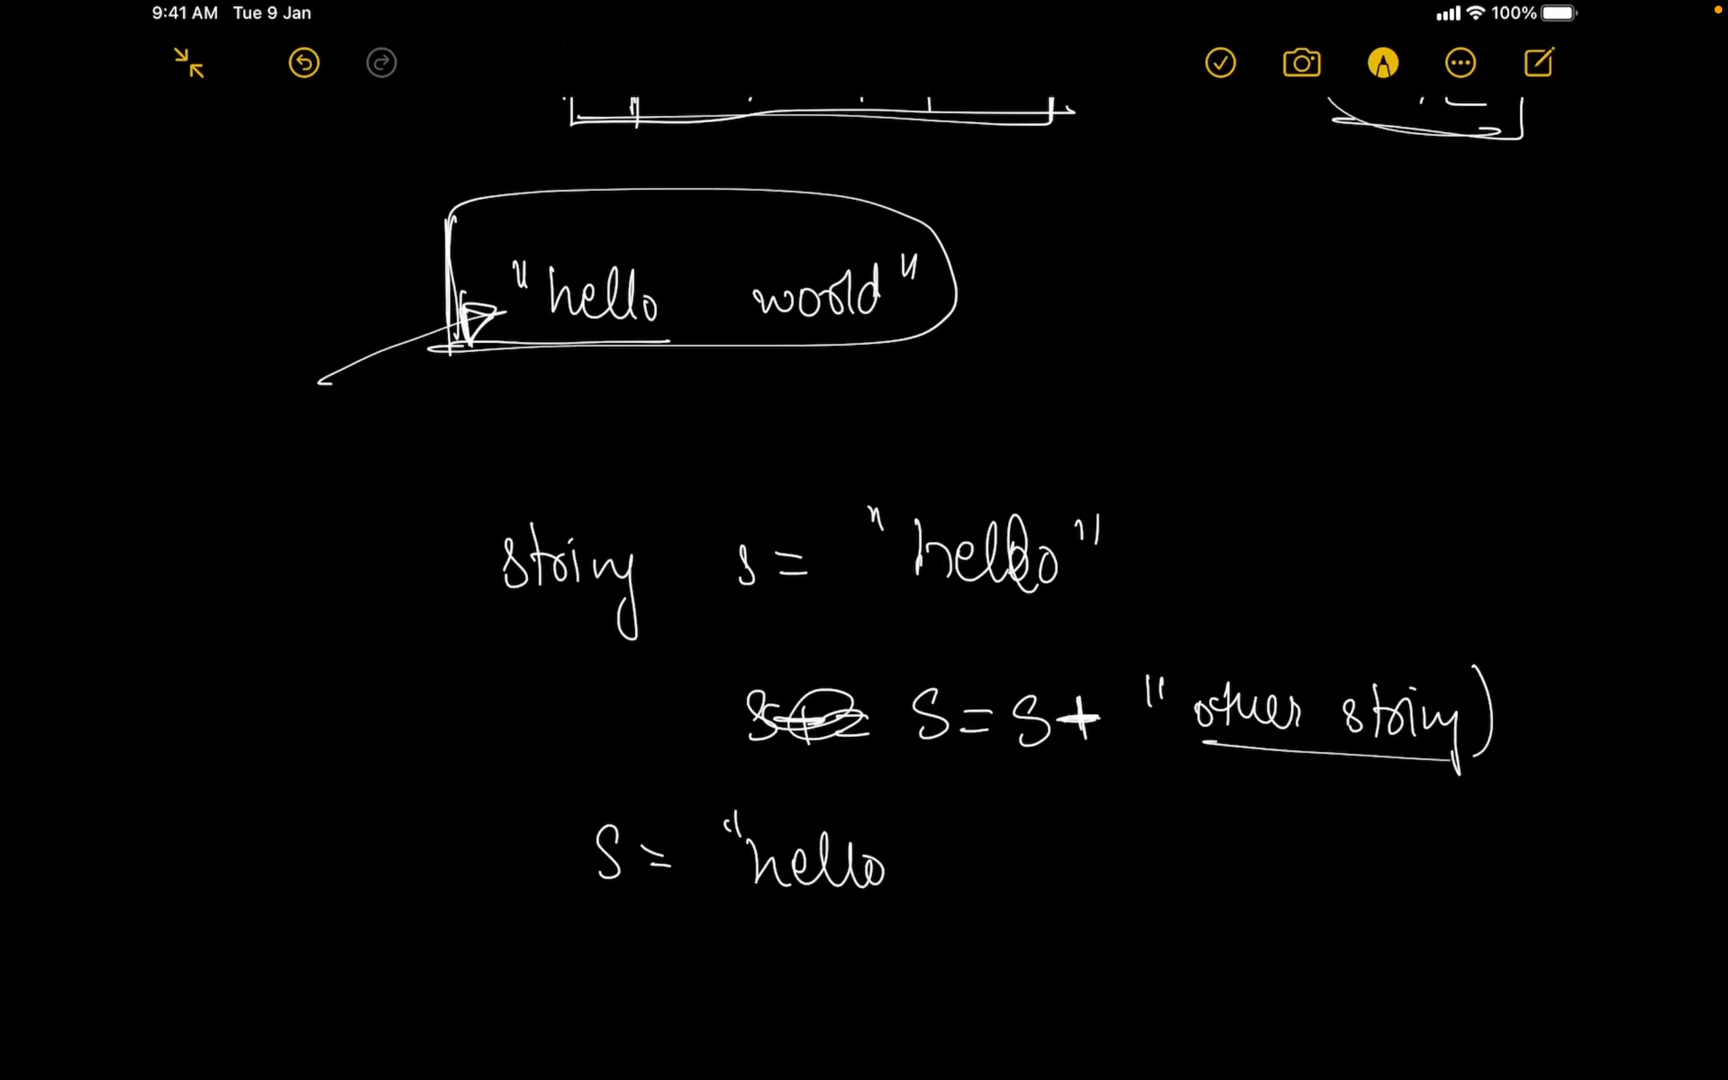 9:41 AM Tue 9 Jan 100%
"hello world"
string s = "hello"
S = S + "other string)
S = "hello